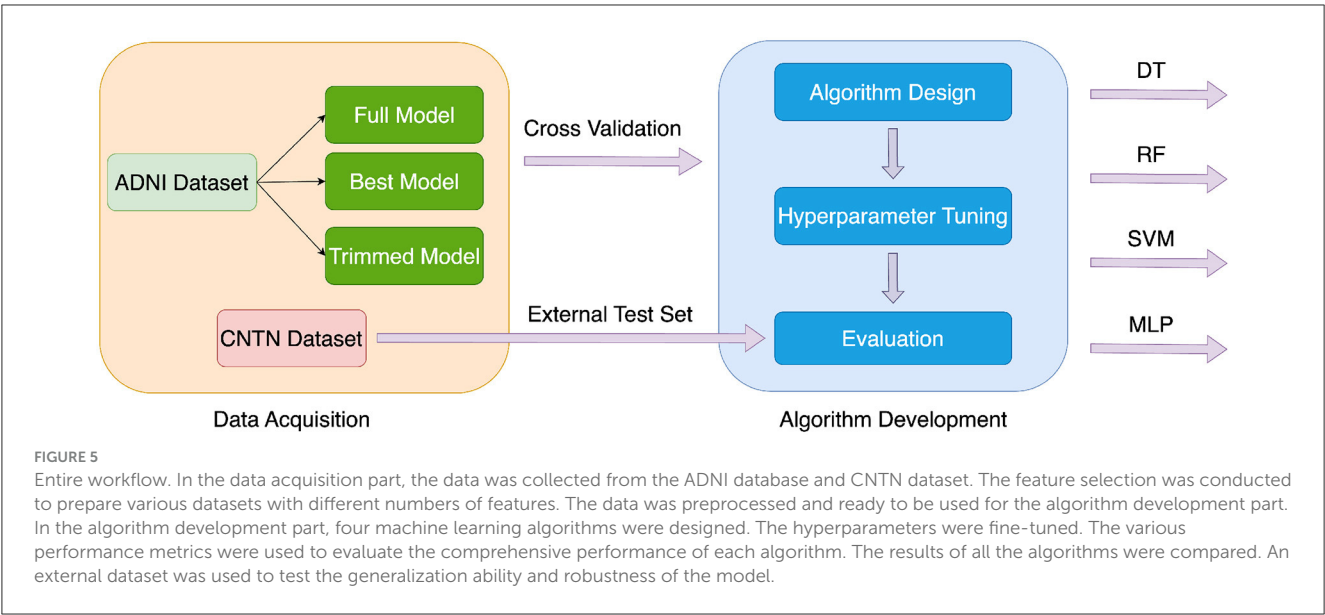 Full Model
ADNI Dataset
Best Model
Trimmed Model
CNTN Dataset
Data Acquisition
Cross Validation
External Test Set
Algorithm Design
Hyperparameter Tuning
Evaluation
Algorithm Development
DT
RF
SVM
MLP
FIGURE 5
Entire workflow. In the data acquisition part, the data was collected from the ADNI database and CNTN dataset. The feature selection was conducted
to prepare various datasets with different numbers of features. The data was preprocessed and ready to be used for the algorithm development part.
In the algorithm development part, four machine learning algorithms were designed. The hyperparameters were fine-tuned. The various
performance metrics were used to evaluate the comprehensive performance of each algorithm. The results of all the algorithms were compared. An
external dataset was used to test the generalization ability and robustness of the model.